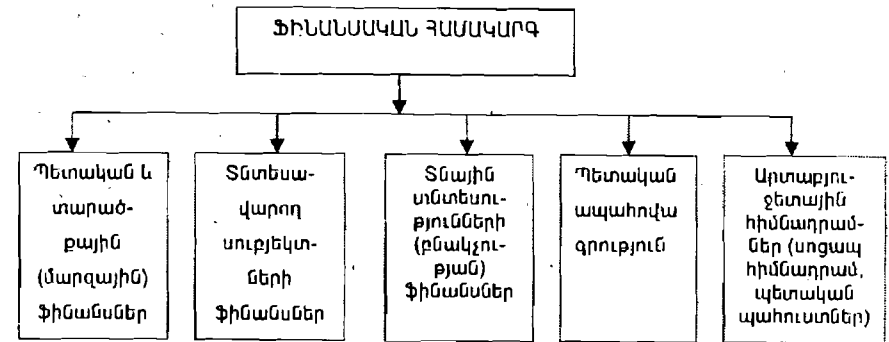 ՖԻՆԱՆՍԱԿԱՆ ՀԱՄԱԿԱՐԳ
Պետական և
տարած-
քային
(մարզային)
ֆինանսներ
Տնտեսա-
վարող
սուբյեկտ-
ների
ֆինանսներ
Տնային
տնտեսու-
թյունների
(բնակչու-
թյան)
ֆինանսներ
Պետական
ապահովա
գրություն
Արտաբյու-
ջետային
հիմնադրամ-
ներ (սոցապ
հիմնադրամ,
պետական
պահուստներ)